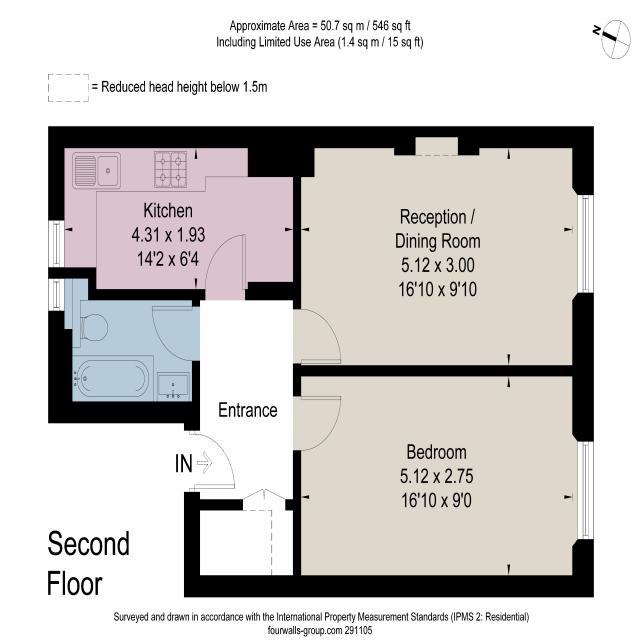 Approximate Area = 50.7 sq m / 546 sq ft
Including Limited Use Area (1.4 sq m / 15 sq ft)
N
= Reduced head height below 1.5m
Kitchen
4.31 x 1.93
14'2 x 6'4
Reception /
Dining Room
5.12 x 3.00
16'10 x 9'10
Entrance
IN
Bedroom
5.12 x 2.75
16'10 x 9'0
Second
Floor
Surveyed and drawn in accordance with the International Property Measurement Standards (IPMS 2: Residential)
fourwalls-group.com 291105